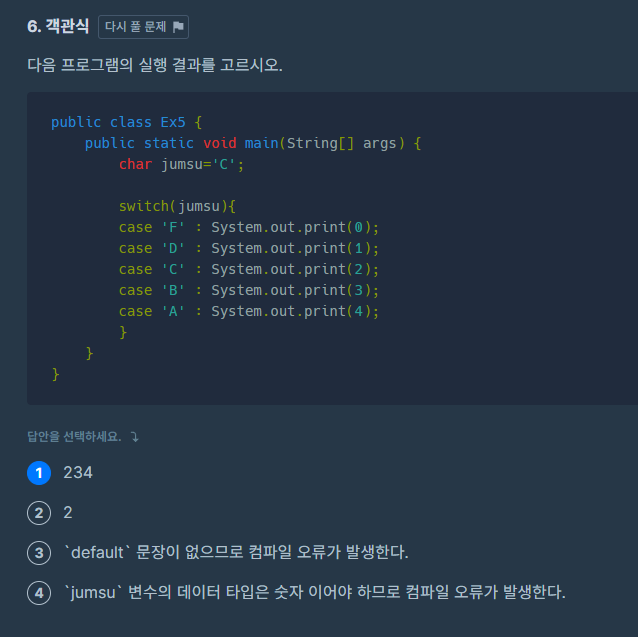 6. 객관식 다시 풀 문제
다음 프로그램의 실행 결과를 고르시오.
public class Ex5 {
    public static void main(String[] args) {
        char jumsu='C';
        switch(jumsu){
        case 'F' : System.out.print(0);
        case 'D' : System.out.print(1);
        case 'C' : System.out.print(2);
        case 'B' : System.out.print(3);
        case 'A' : System.out.print(4);
        }
    }
}
답안을 선택하세요.
1 234
2 2
3 `default` 문장이 없으므로 컴파일 오류가 발생한다.
4 `jumsu` 변수의 데이터 타입은 숫자 이어야 하므로 컴파일 오류가 발생한다.